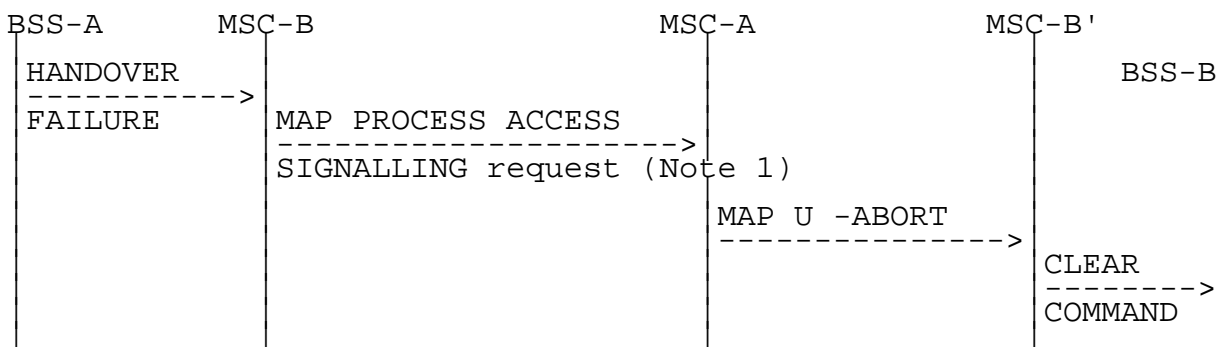 BSS-A MSC-B MSC-A MSC-B'
HANDOVER BSS-B
----------->
FAILURE MAP PROCESS ACCESS
-------------------->
SIGNALLING request (Note 1)
MAP U -ABORT
--------------->
CLEAR
-------->
COMMAND